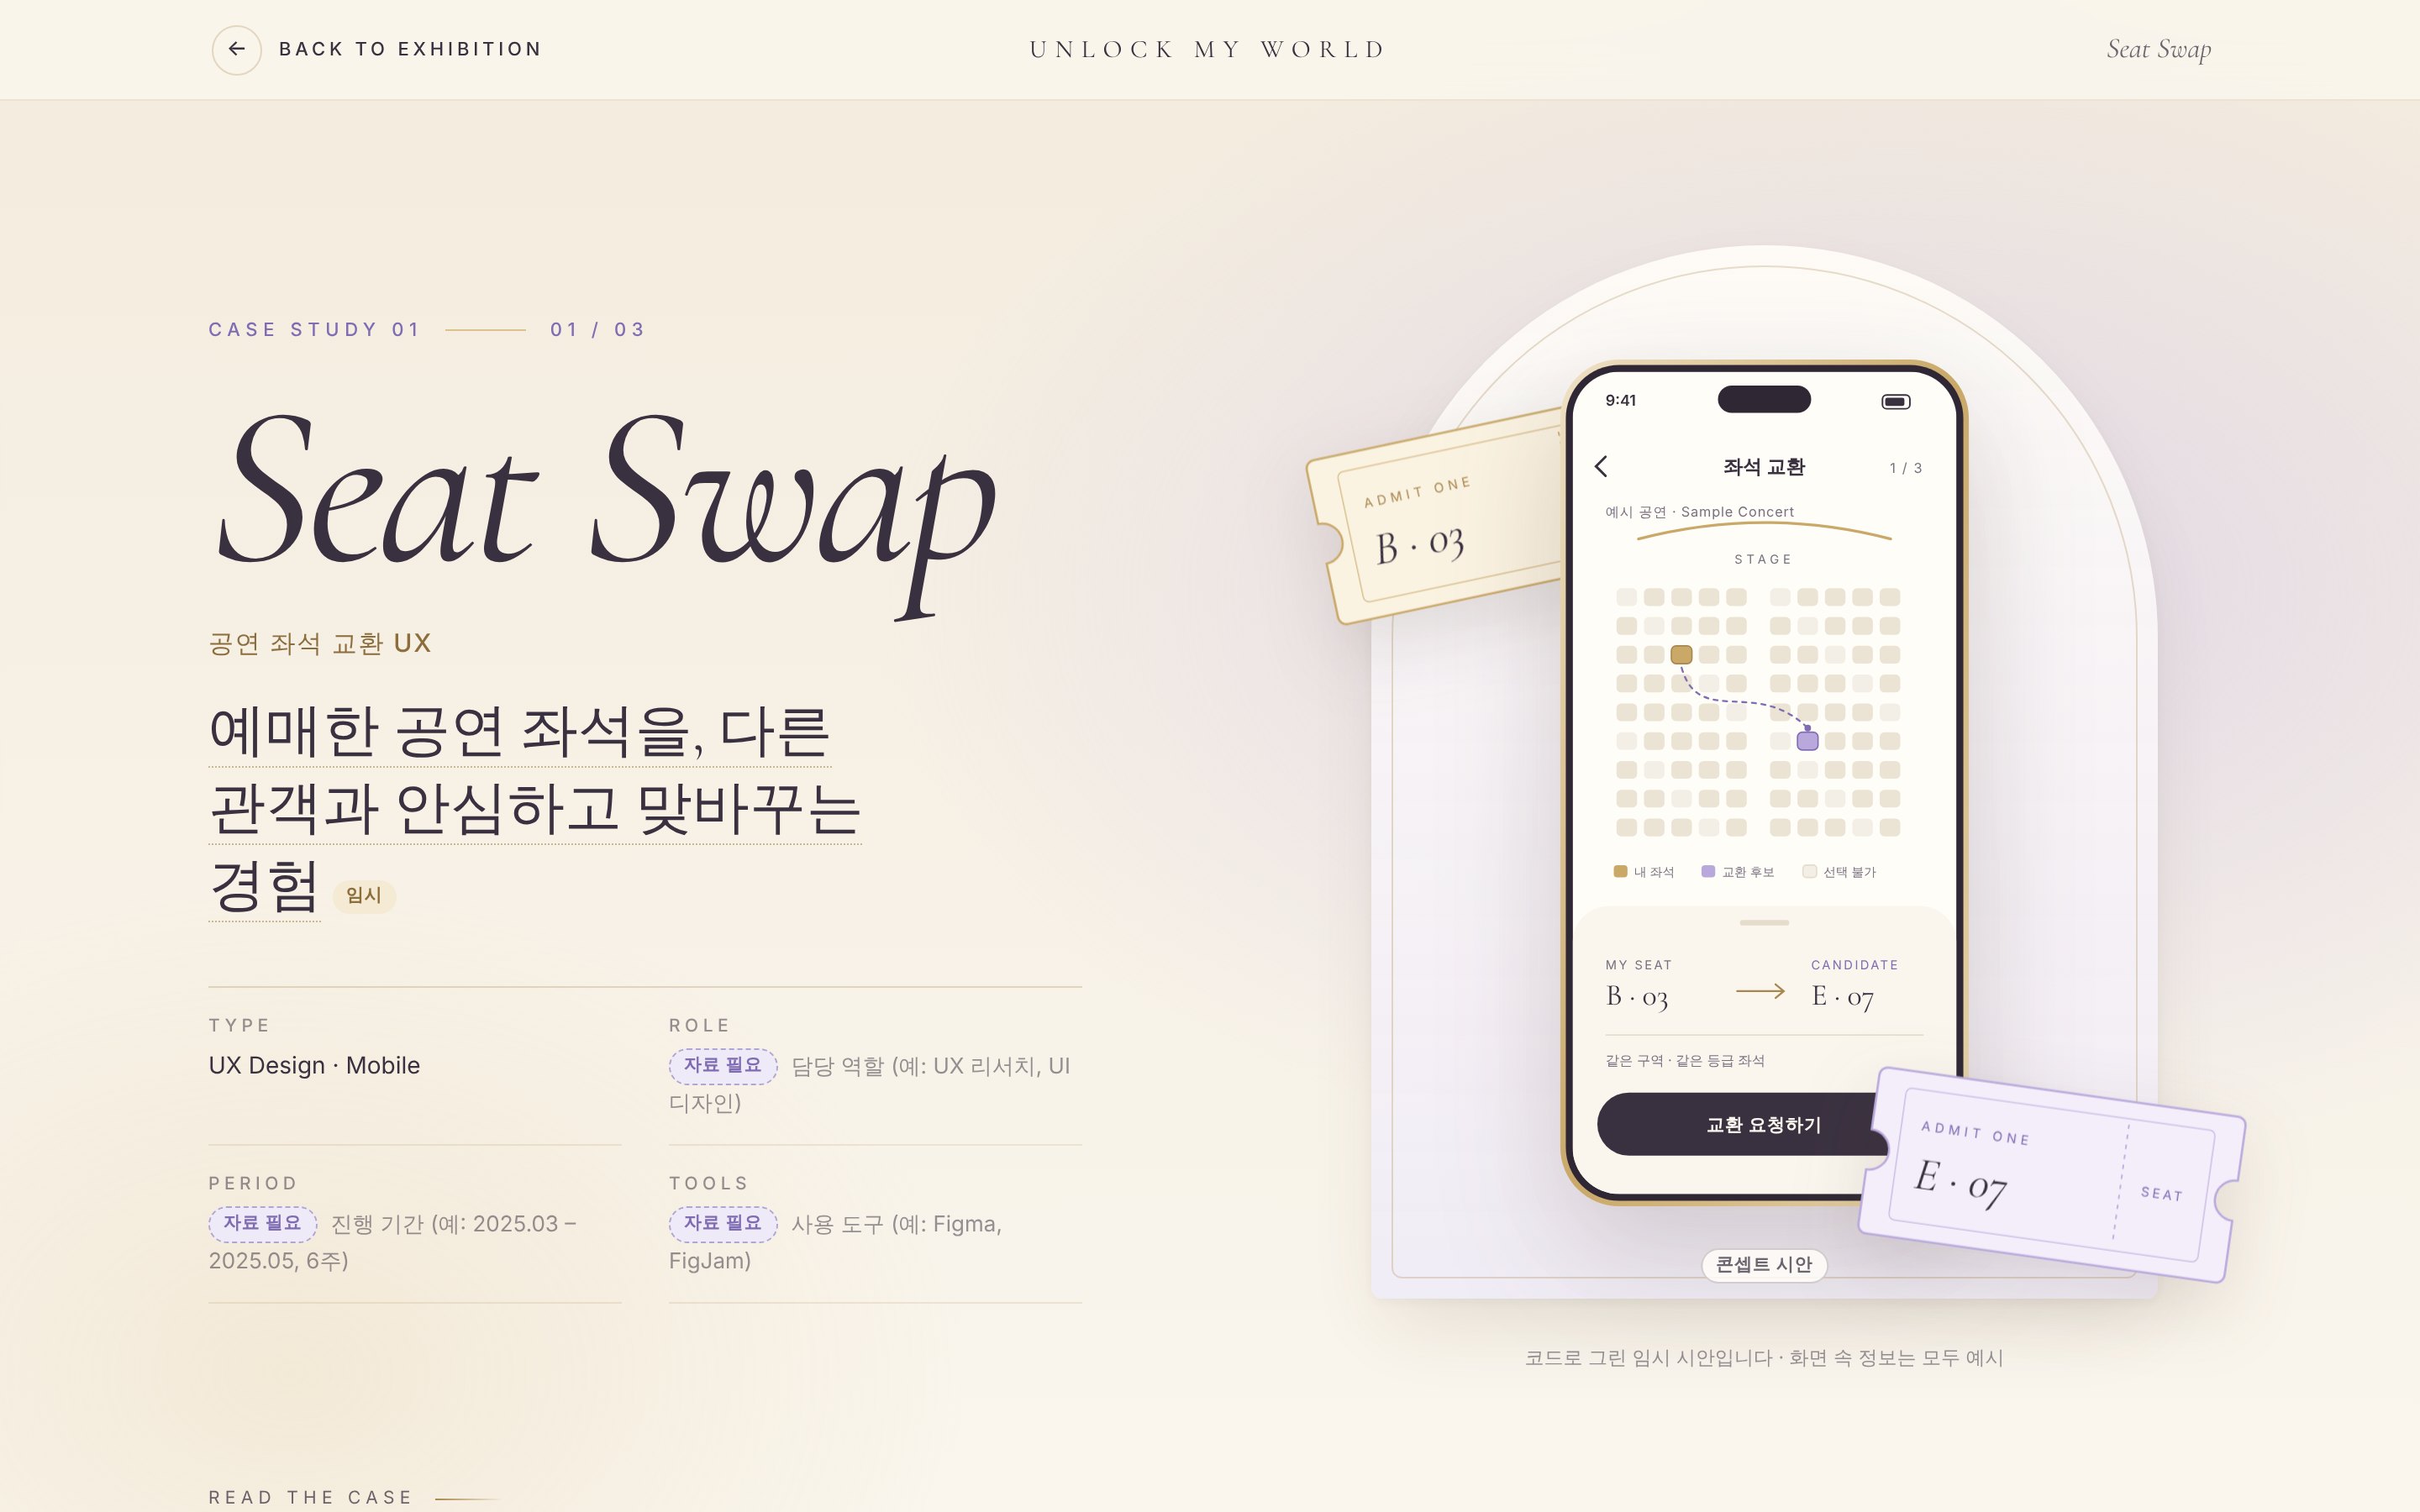 BACK TO EXHIBITION
UNLOCK MY WORLD
Seat Swap
CASE STUDY 01
01 / 03
Seat Swap
공연 좌석 교환 UX
예매한 공연 좌석을, 다른
관객과 안심하고 맞바꾸는
경험 임시
TYPE
UX Design · Mobile
ROLE
자료 필요 담당 역할 (예: UX 리서치, UI
디자인)
PERIOD
자료 필요 진행 기간 (예: 2025.03 –
2025.05, 6주)
TOOLS
자료 필요 사용 도구 (예: Figma,
FigJam)
READ THE CASE
ADMIT ONE
B · 03
9:41
좌석 교환
1 / 3
예시 공연 · Sample Concert
STAGE
내 좌석 교환 후보 선택 불가
MY SEAT
B · 03
CANDIDATE
E · 07
같은 구역 · 같은 등급 좌석
교환 요청하기
ADMIT ONE
E · 07
SEAT
콘셉트 시안
코드로 그린 임시 시안입니다 · 화면 속 정보는 모두 예시